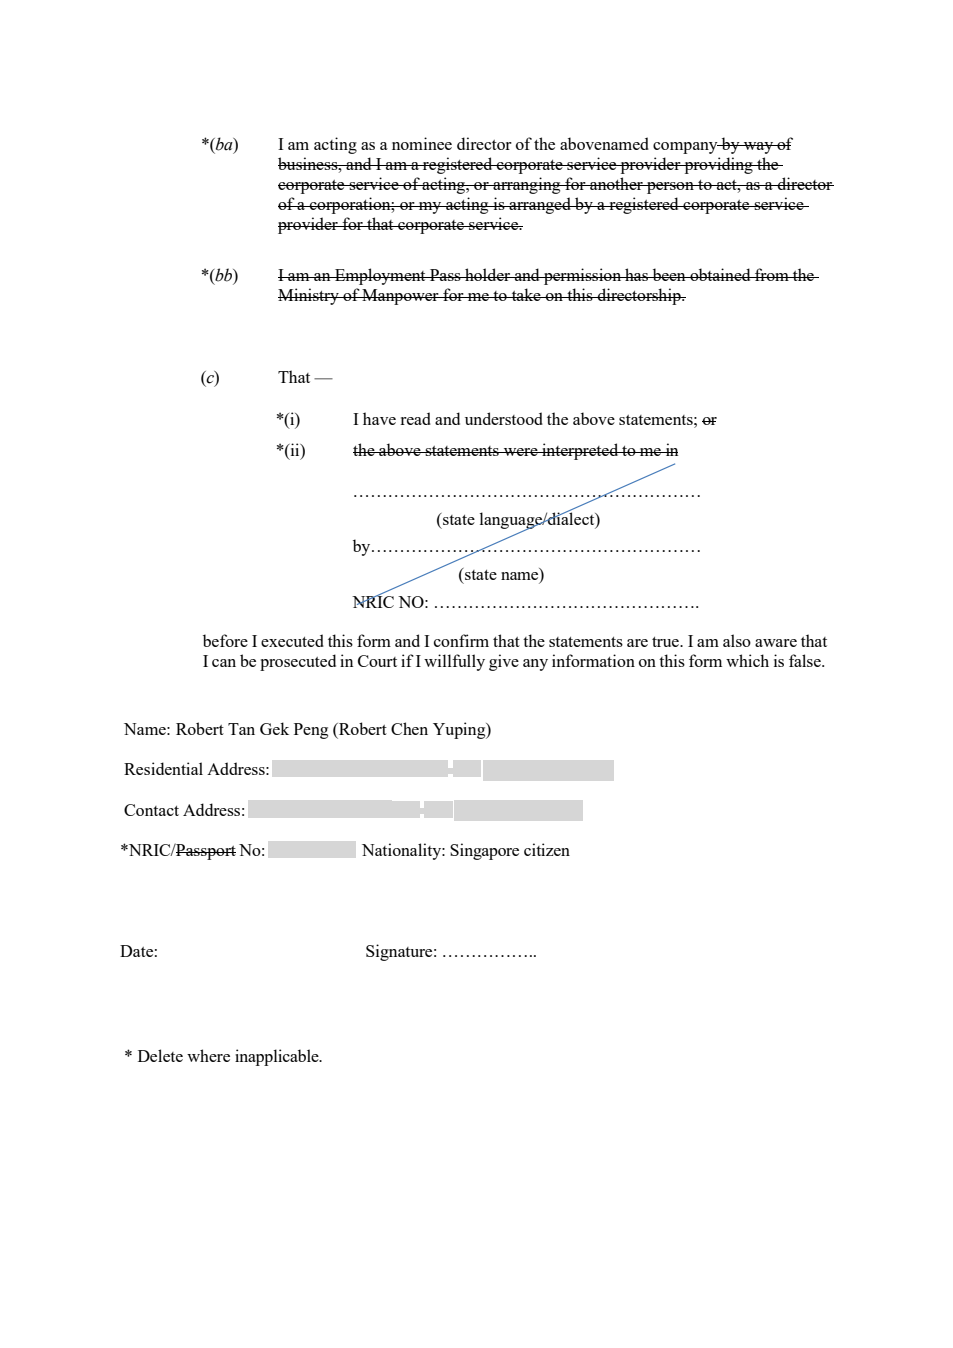 *(ba) I am acting as a nominee director of the abovenamed company by way of
business, and I am a registered corporate service provider providing the
corporate service of acting, or arranging for another person to act, as a director
of a corporation; or my acting is arranged by a registered corporate service
provider for that corporate service.
*(bb) I am an Employment Pass holder and permission has been obtained from the
Ministry of Manpower for me to take on this directorship.
(c) That —
*(i) I have read and understood the above statements; or
*(ii) the above statements were interpreted to me in
……………………………………………………
(state language/dialect)
by…………………………………………………
(state name)
NRIC NO: ……………………………………….
before I executed this form and I confirm that the statements are true. I am also aware that
I can be prosecuted in Court if I willfully give any information on this form which is false.
Name: Robert Tan Gek Peng (Robert Chen Yuping)
Residential Address:
Contact Address:
*NRIC/Passport No: Nationality: Singapore citizen
Date: Signature: ……………..
* Delete where inapplicable.